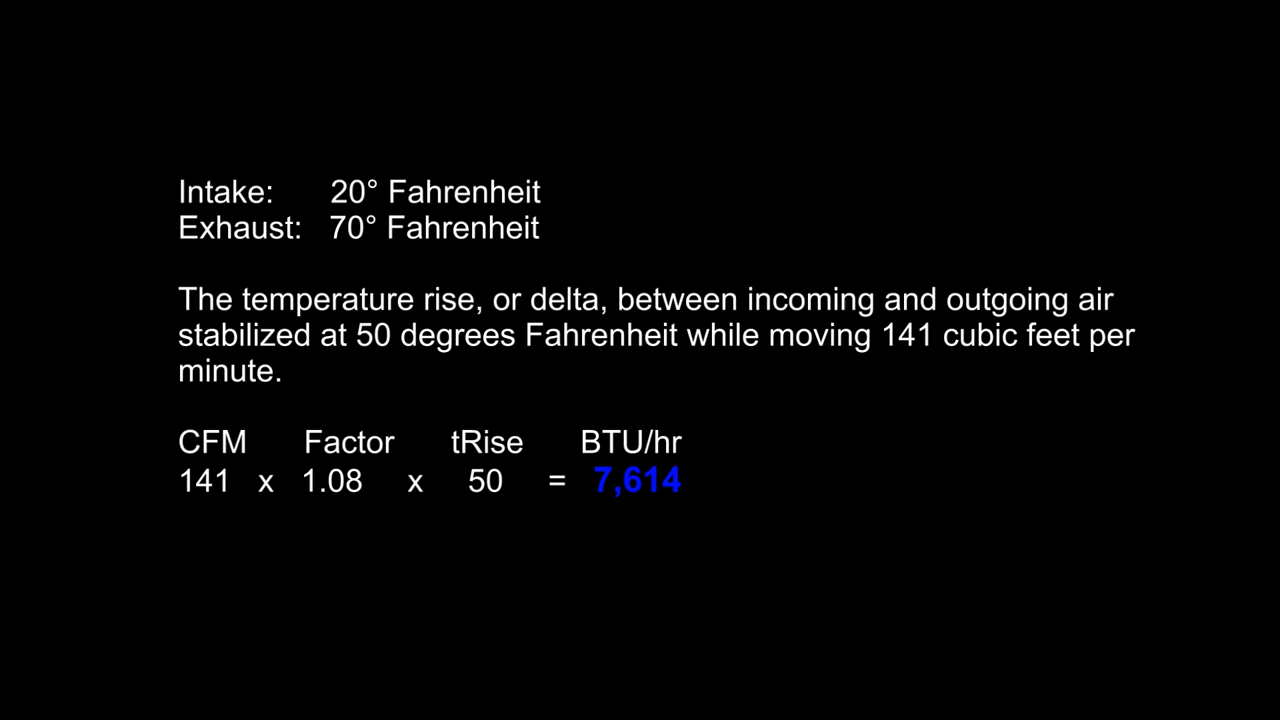 Intake: 20° Fahrenheit
Exhaust: 70° Fahrenheit
The temperature rise, or delta, between incoming and outgoing air
stabilized at 50 degrees Fahrenheit while moving 141 cubic feet per
minute.
CFM Factor tRise BTU/hr
141 x 1.08 x 50 = 7,614